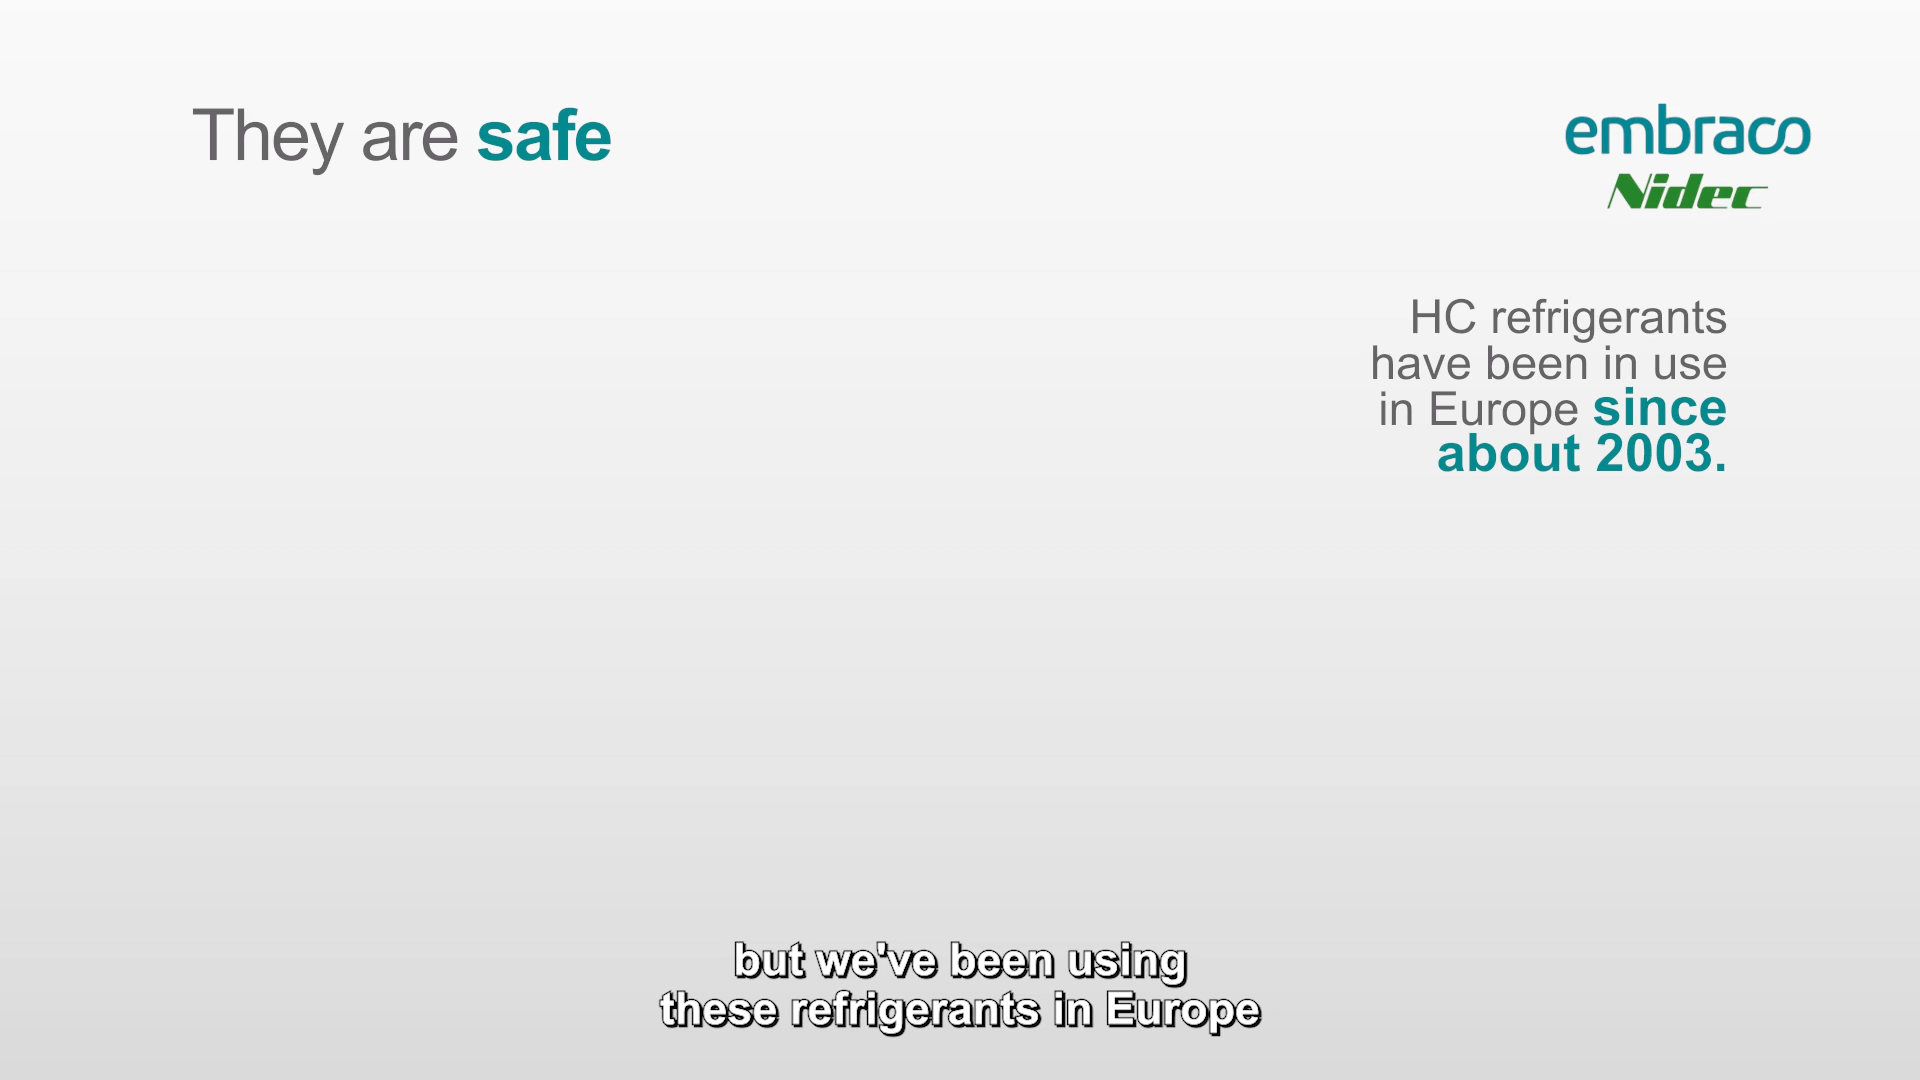 They are safe
embraco
Nidec
HC refrigerants
have been in use
in Europe since
about 2003.
but we've been using
these refrigerants in Europe